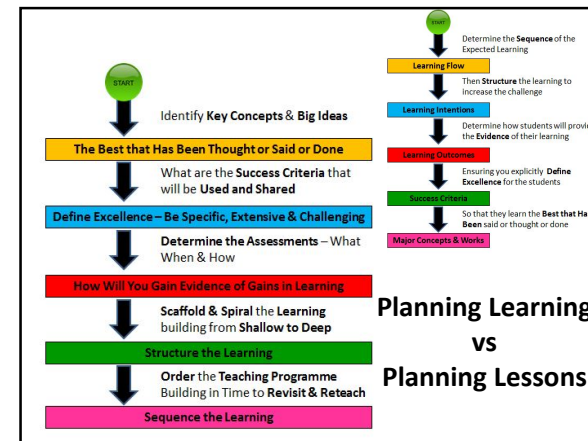 START
Identify Key Concepts & Big Ideas
The Best that Has Been Thought or Said or Done
What are the Success Criteria that
will be Used and Shared
Define Excellence – Be Specific, Extensive & Challenging
Determine the Assessments – What
When & How
How Will You Gain Evidence of Gains in Learning
Scaffold & Spiral the Learning
building from Shallow to Deep
Structure the Learning
Order the Teaching Programme
Building in Time to Revisit & Reteach
Sequence the Learning
START
Determine the Sequence of the
Expected Learning
Learning Flow
Then Structure the learning to
increase the challenge
Learning Intentions
Determine how students will provid
the Evidence of their learning
Learning Outcomes
Ensuring you explicitly Define
Excellence for the students
Success Criteria
So that they learn the Best that Ha
Been said or thought or done
Major Concepts & Works
Planning Learning
vs
Planning Lessons